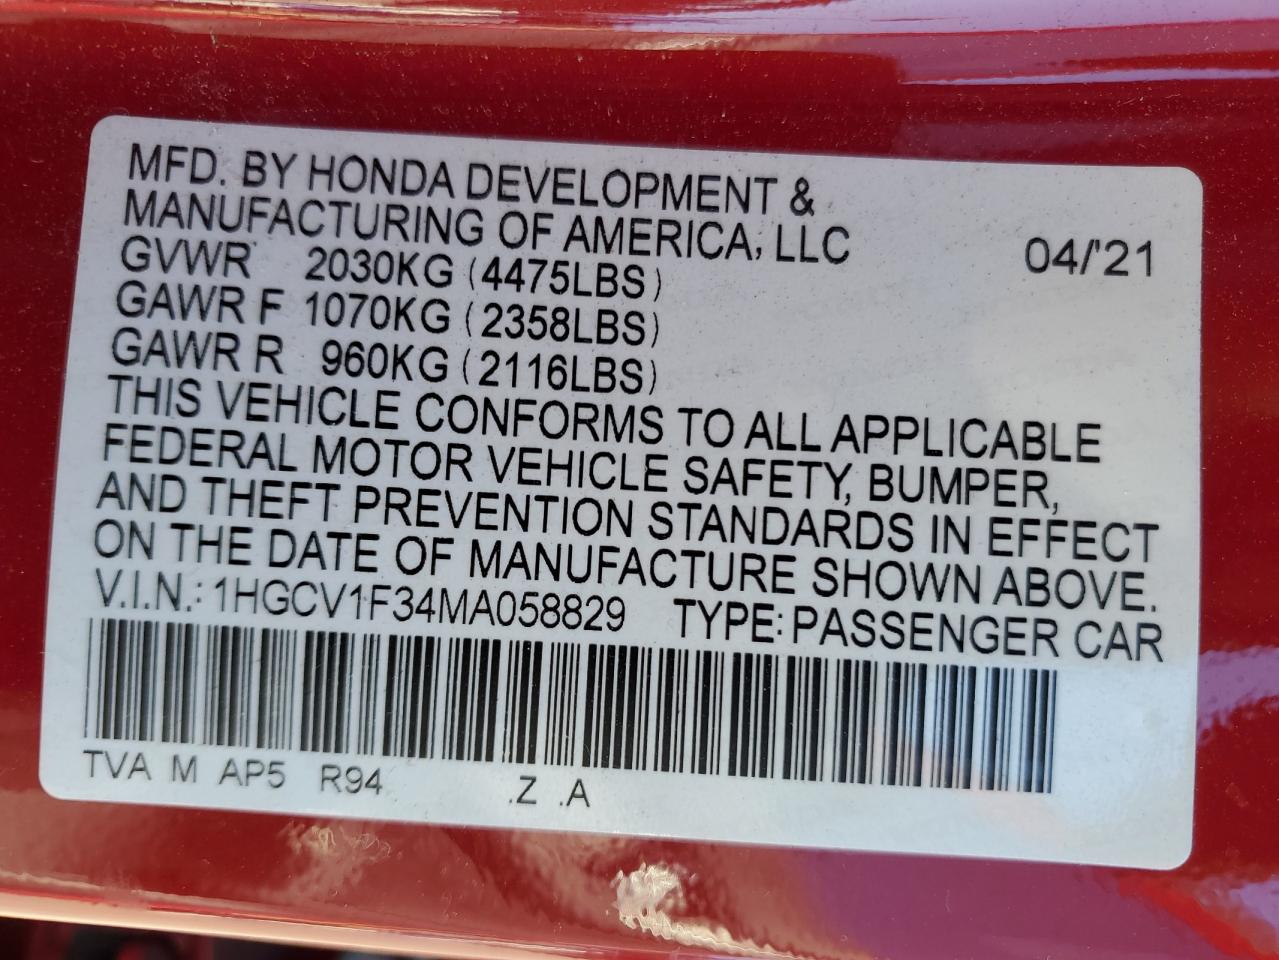 MFD. BY HONDA DEVELOPMENT &
MANUFACTURING OF AMERICA, LLC 04/'21
GVWR 2030KG (4475LBS)
GAWR F 1070KG (2358LBS)
GAWR R 960KG (2116LBS)
THIS VEHICLE CONFORMS TO ALL APPLICABLE
FEDERAL MOTOR VEHICLE SAFETY, BUMPER,
AND THEFT PREVENTION STANDARDS IN EFFECT
ON THE DATE OF MANUFACTURE SHOWN ABOVE.
V.I.N.: 1HGCV1F34MA058829 TYPE: PASSENGER CAR
TVA M AP5 R94 .Z .A